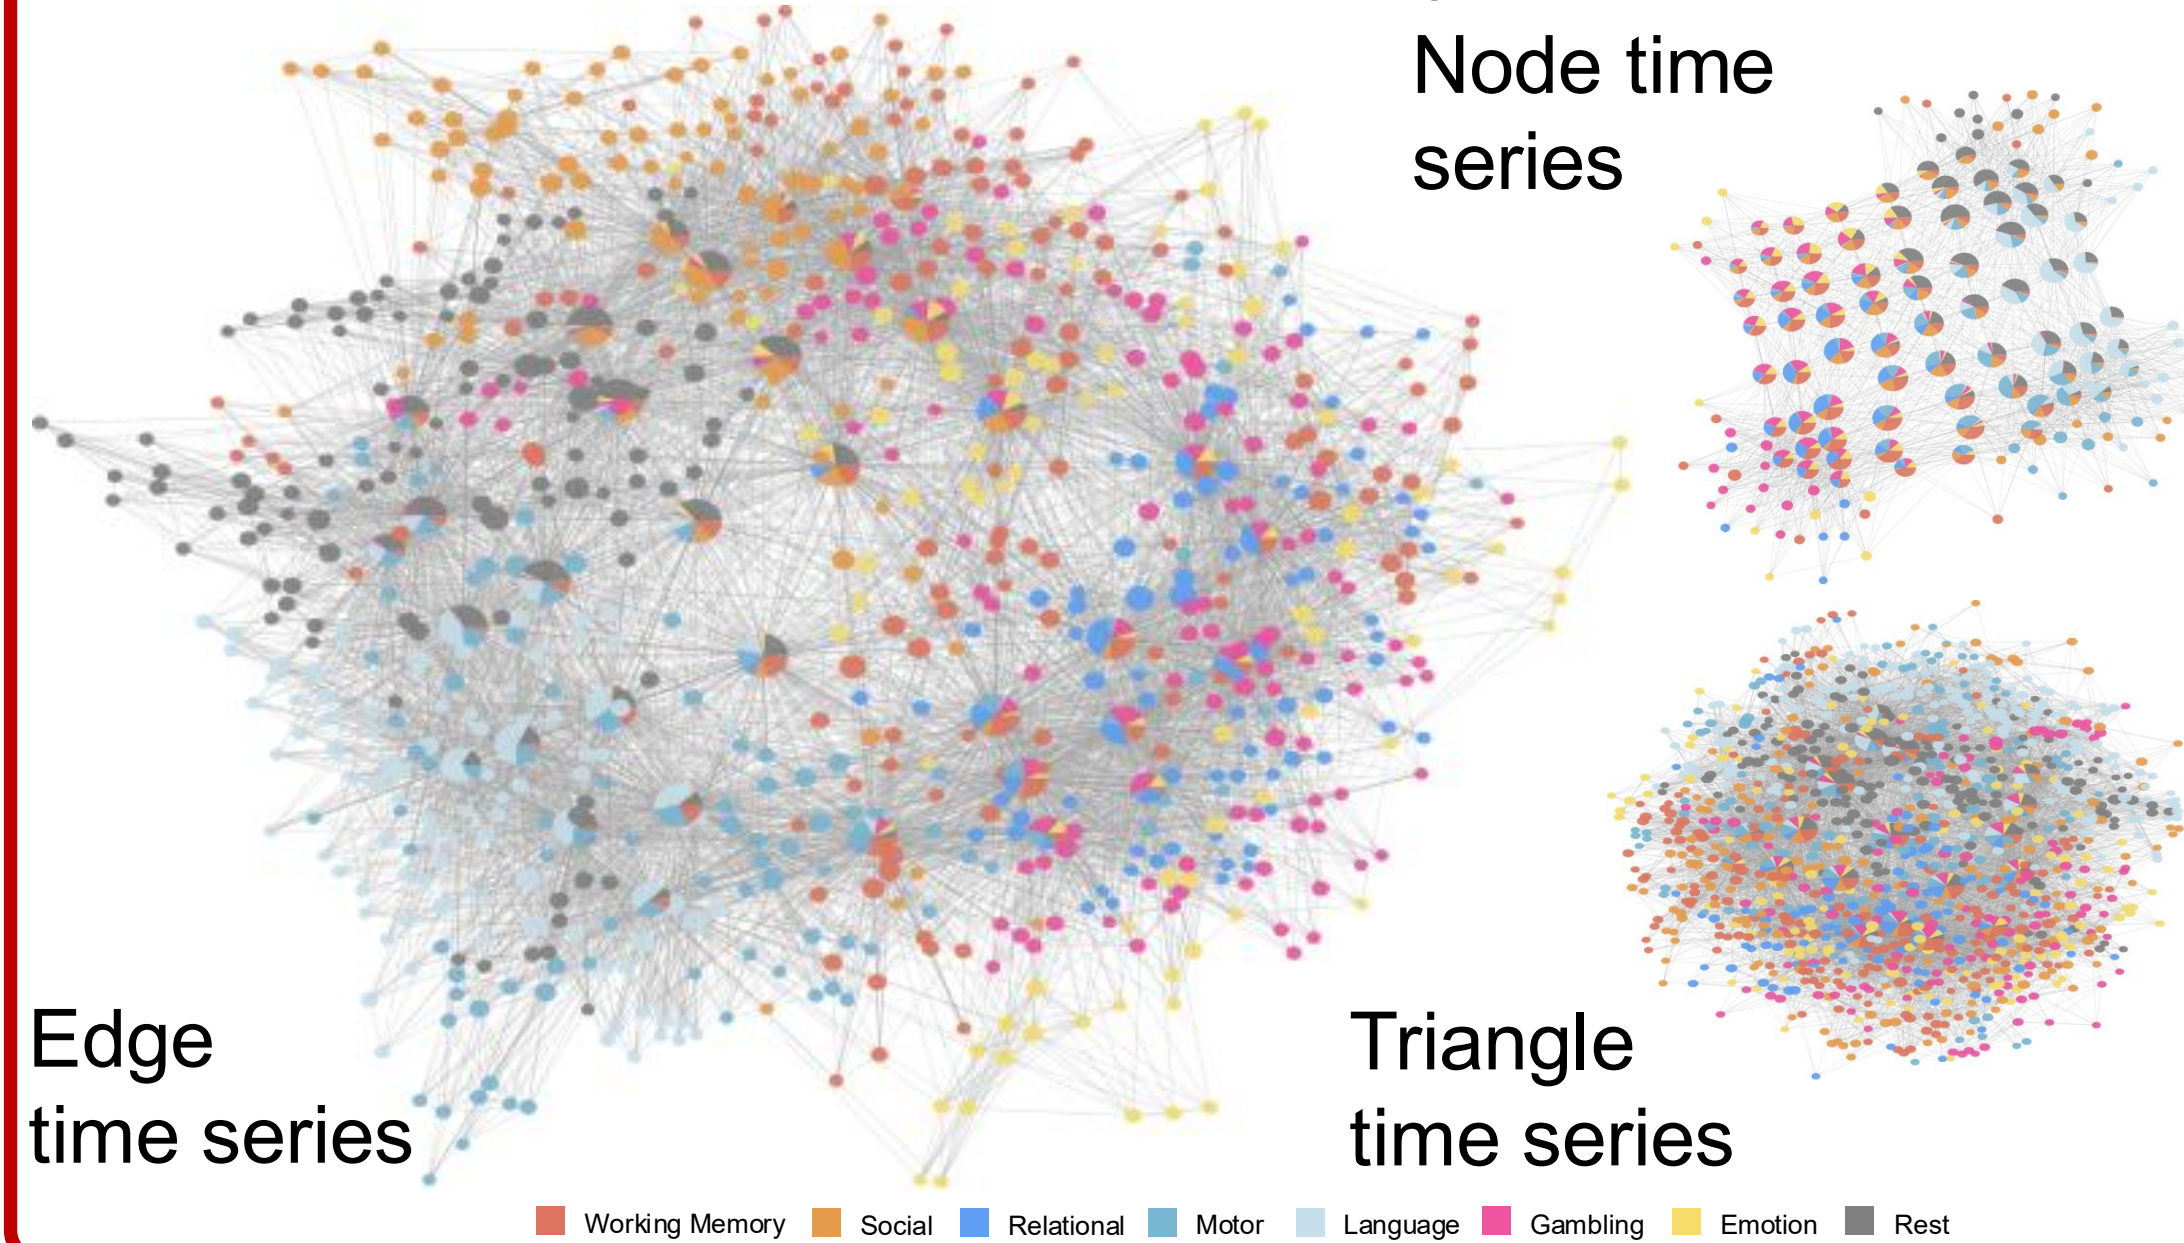 Node time
series
Edge
time series
Triangle
time series
Working Memory Social Relational Motor Language Gambling Emotion Rest